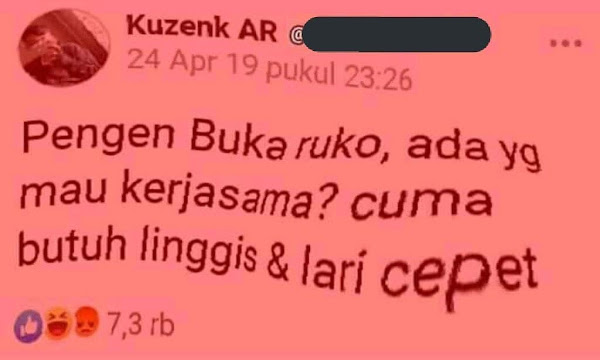 Kuzenk AR @
24 Apr 19 pukul 23:26
Pengen Buka ruko, ada yg
mau kerjasama? cuma
butuh linggis & lari cepet
7,3 rb